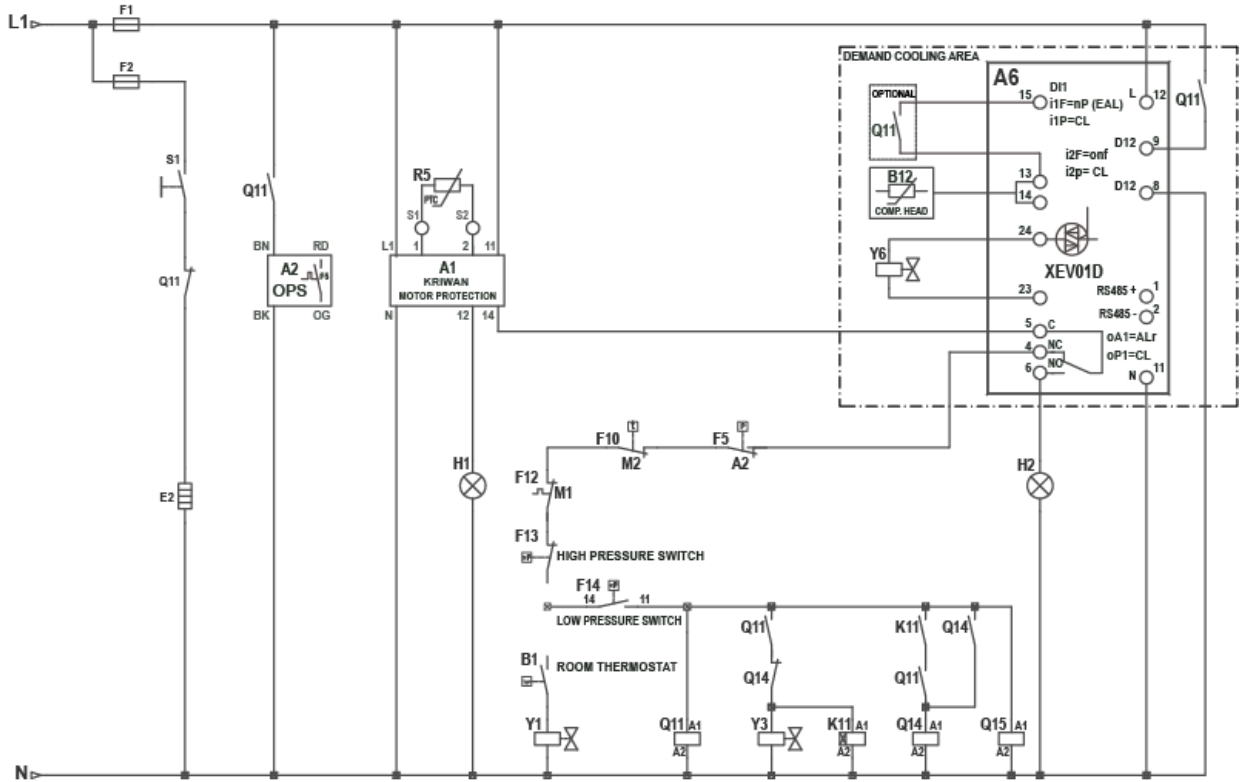 L1
F1
F2
DEMAND COOLING AREA
A6
OPTIONAL
15
DI1
L
12
i1F=nP (EAL)
i1P=CL
Q11
Q11
D12
9
i2F=onf
i2p= CL
S1
R5
PTC
13
14
D12
8
B12
COMP. HEAD
Q11
S1
S2
24
Y6
XEV01D
BN
RD
L1
1
2
11
A2
OPS
F5
A1
KRIWAN
MOTOR PROTECTION
Q11
23
RS485 +
1
RS485 -
2
BK
OG
N
12
14
5
C
oA1=ALr
4
NC
oP1=CL
6
NO
N
11
t
P
F10
M2
F5
A2
H1
H2
F12
M1
E2
F13
HIGH PRESSURE SWITCH
F14
14
11
LOW PRESSURE SWITCH
Q11
K11
Q14
B1
ROOM THERMOSTAT
Q14
Q11
Y1
Q11
A1
A2
Y3
K11
A1
A2
Q14
A1
A2
Q15
A1
A2
N